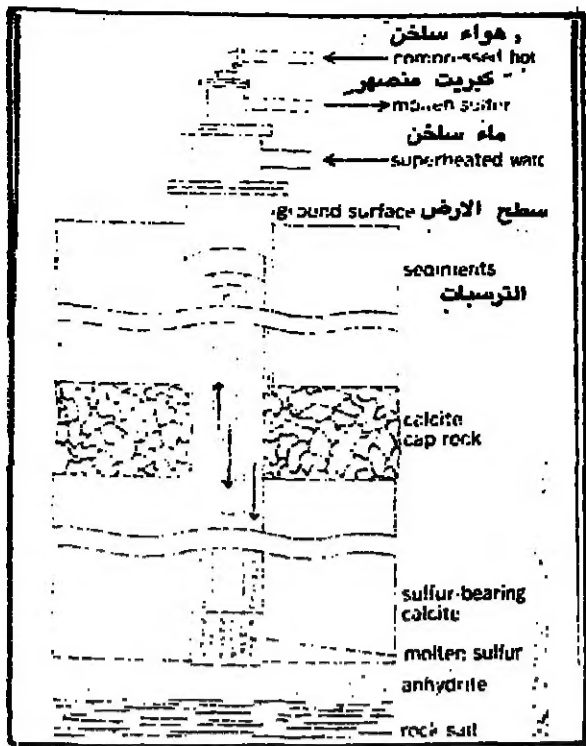 هواء ساخن
compressed hot
كبريت منصهر
molten sulfur
ماء ساخن
superheated wate
ground surface سطح الارض
sediments
الترسبات
calcite
cap rock
sulfur-bearing
calcite
molten sulfur
anhydrite
rock salt